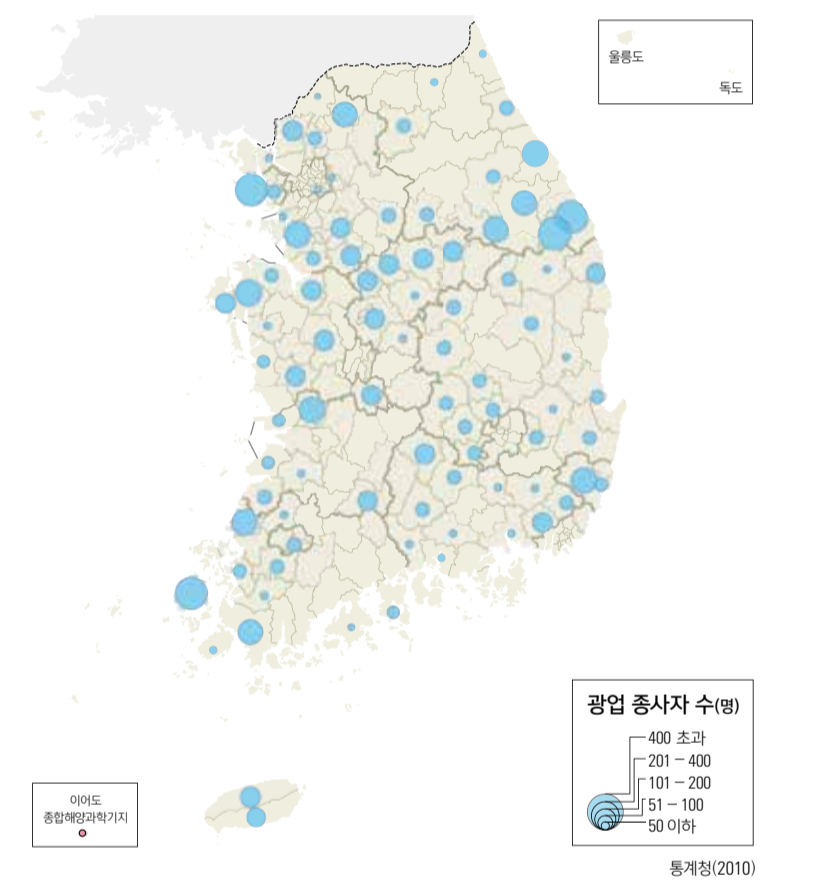 울릉도
독도
광업 종사자 수(명)
400 초과
201 – 400
101 – 200
51 – 100
50 이하
이어도
종합해양과학기지
통계청(2010)